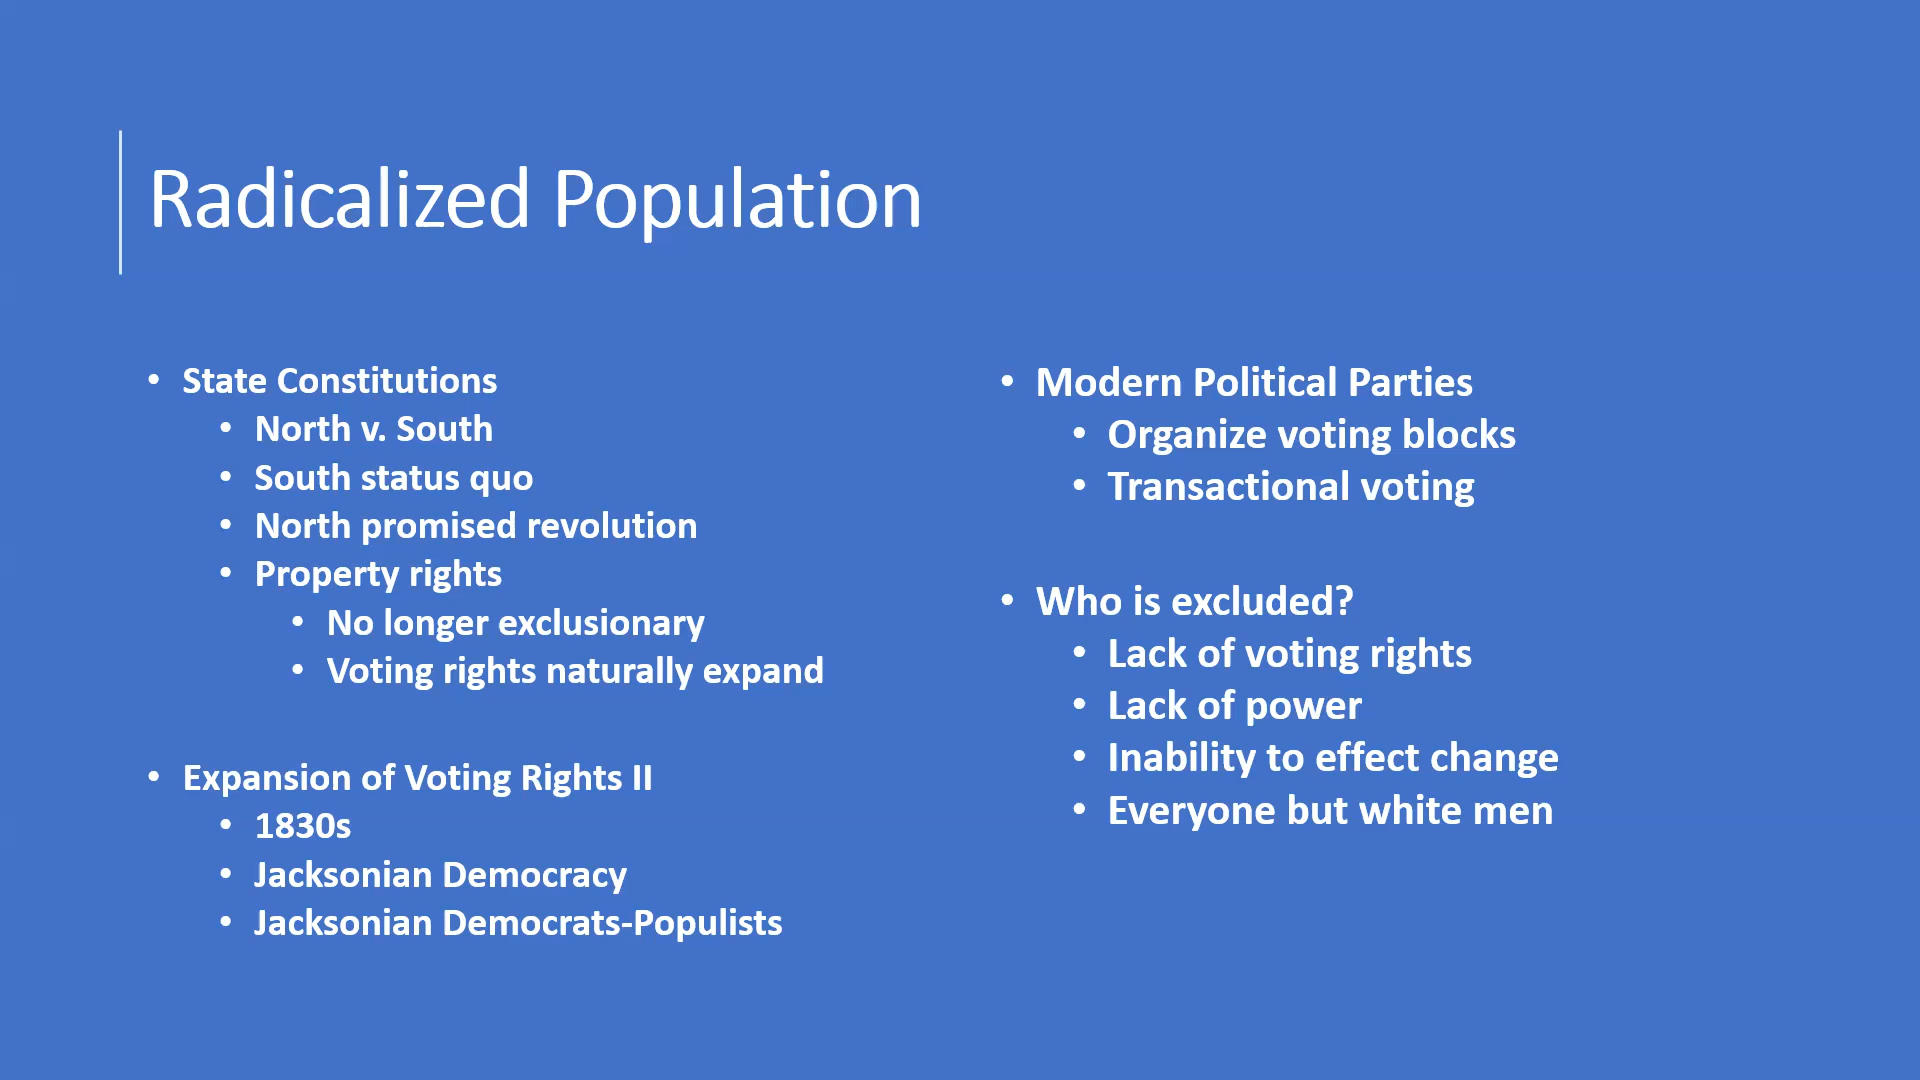 Radicalized Population
• State Constitutions
• North v. South
• South status quo
• North promised revolution
• Property rights
• No longer exclusionary
• Voting rights naturally expand
• Expansion of Voting Rights II
• 1830s
• Jacksonian Democracy
• Jacksonian Democrats-Populists
• Modern Political Parties
• Organize voting blocks
• Transactional voting
• Who is excluded?
• Lack of voting rights
• Lack of power
• Inability to effect change
• Everyone but white men